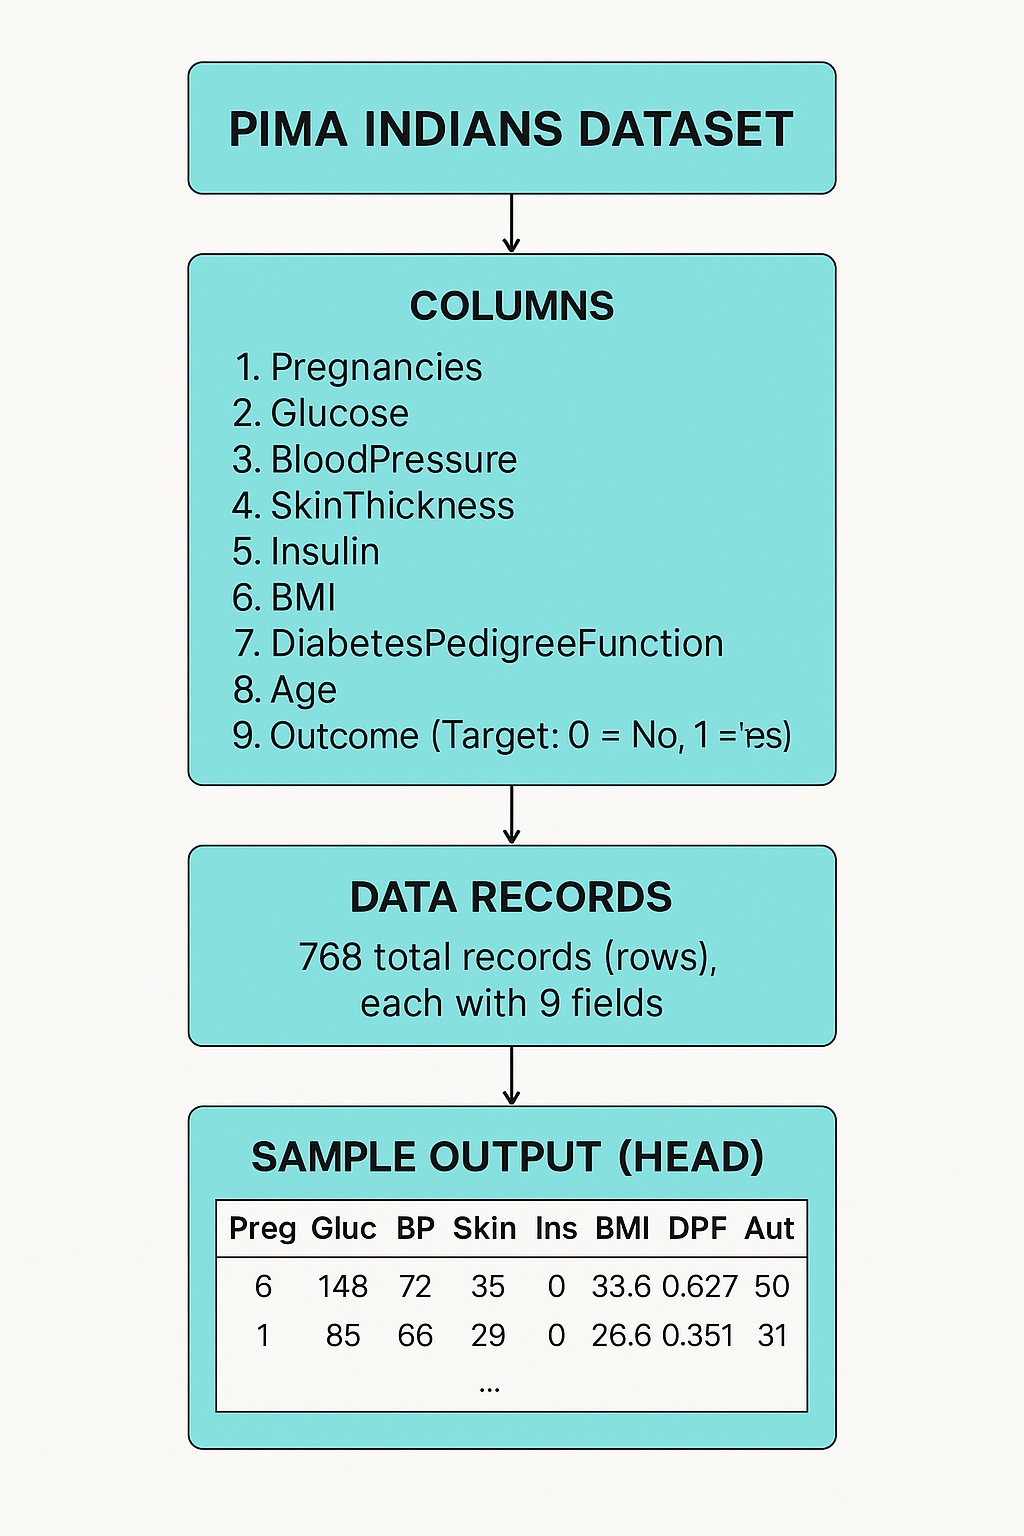 PIMA INDIANS DATASET
COLUMNS
1. Pregnancies
2. Glucose
3. BloodPressure
4. SkinThickness
5. Insulin
6. BMI
7. DiabetesPedigreeFunction
8. Age
9. Outcome (Target: 0 = No, 1 =
DATA RECORDS
768 total records (rows),
each with 9 fields
SAMPLE OUTPUT (HEAD)
Preg Gluc BP Skin Ins BMI DPF Aut
6 148 72 35 0 33.6 0.627 50
1 85 66 29 0 26.6 0.351 31
...